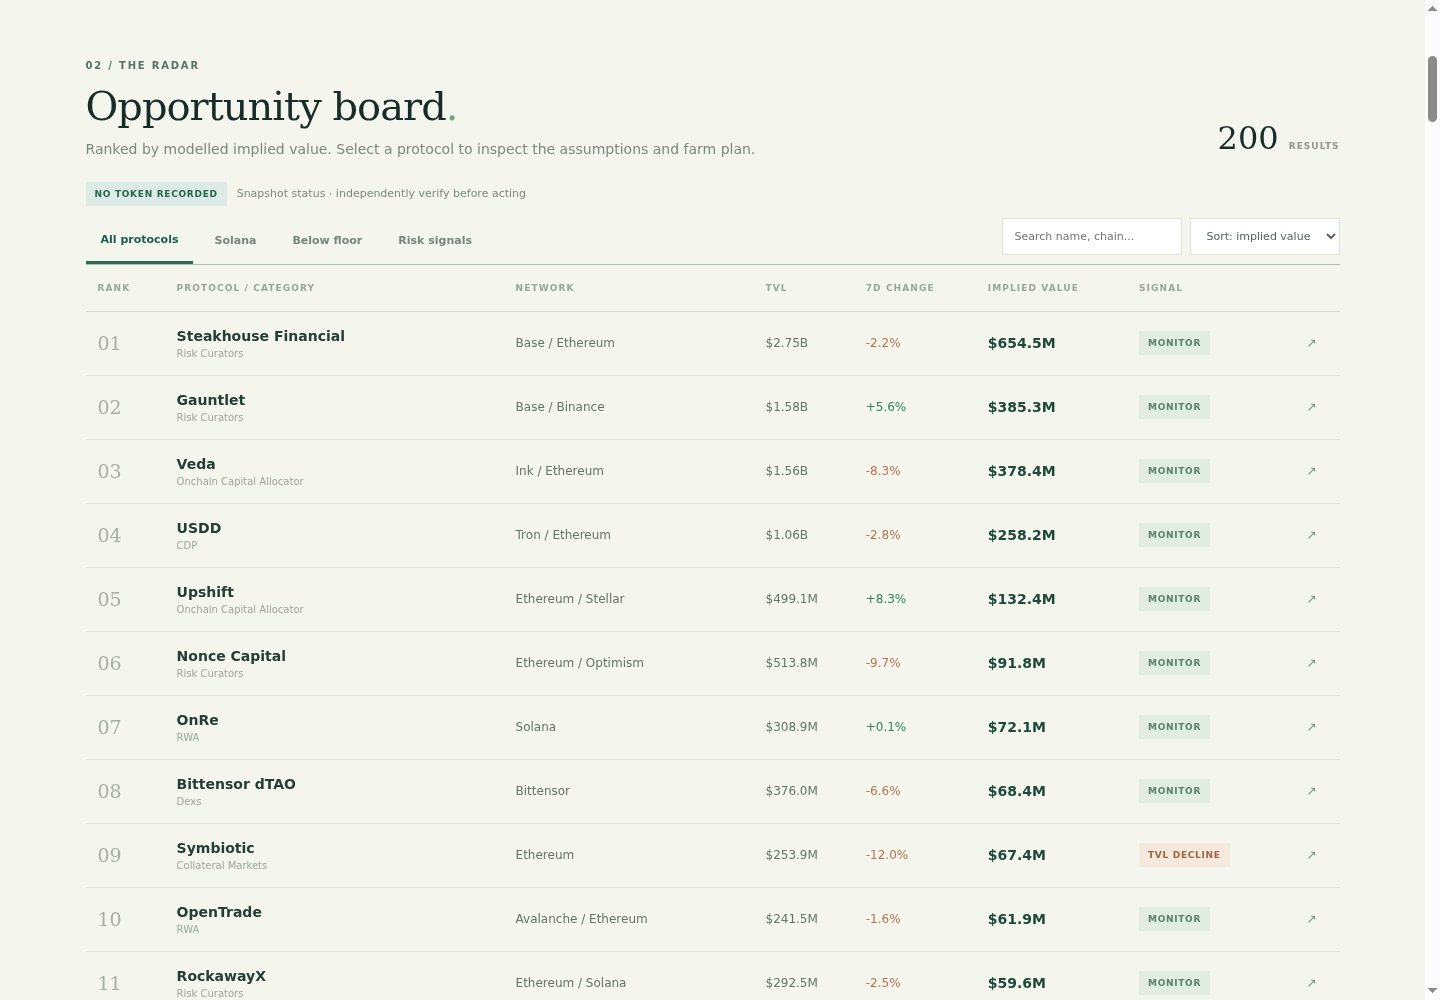 02 / THE RADAR
Opportunity board.
Ranked by modelled implied value. Select a protocol to inspect the assumptions and farm plan.
200 RESULTS
NO TOKEN RECORDED Snapshot status · independently verify before acting
All protocols Solana Below floor Risk signals Search name, chain... Sort: implied value
RANK PROTOCOL / CATEGORY NETWORK TVL 7D CHANGE IMPLIED VALUE SIGNAL
01 Steakhouse Financial Base / Ethereum $2.75B -2.2% $654.5M MONITOR ↗
Risk Curators
02 Gauntlet Base / Binance $1.58B +5.6% $385.3M MONITOR ↗
Risk Curators
03 Veda Ink / Ethereum $1.56B -8.3% $378.4M MONITOR ↗
Onchain Capital Allocator
04 USDD Tron / Ethereum $1.06B -2.8% $258.2M MONITOR ↗
CDP
05 Upshift Ethereum / Stellar $499.1M +8.3% $132.4M MONITOR ↗
Onchain Capital Allocator
06 Nonce Capital Ethereum / Optimism $513.8M -9.7% $91.8M MONITOR ↗
Risk Curators
07 OnRe Solana $308.9M +0.1% $72.1M MONITOR ↗
RWA
08 Bittensor dTAO Bittensor $376.0M -6.6% $68.4M MONITOR ↗
Dexs
09 Symbiotic Ethereum $253.9M -12.0% $67.4M TVL DECLINE ↗
Collateral Markets
10 OpenTrade Avalanche / Ethereum $241.5M -1.6% $61.9M MONITOR ↗
RWA
11 RockawayX Ethereum / Solana $292.5M -2.5% $59.6M MONITOR ↗
Risk Curators